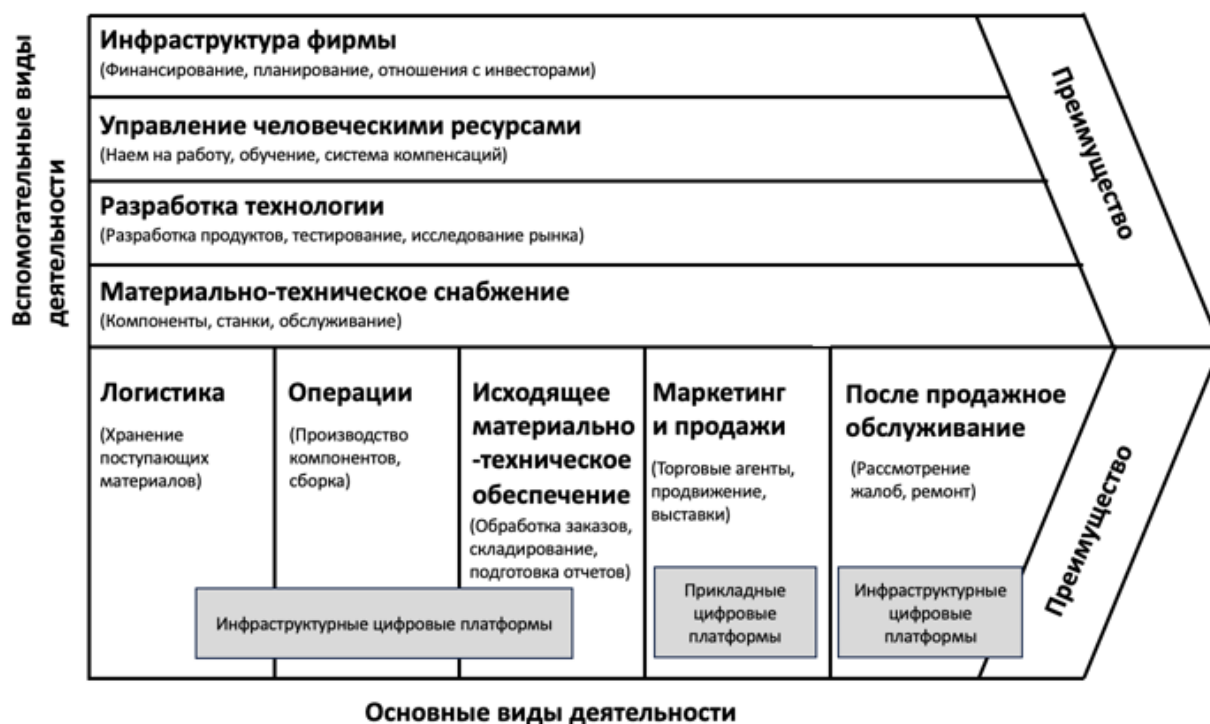 Вспомогательные виды
деятельности
Инфраструктура фирмы
(Финансирование, планирование, отношения с инвесторами)
Управление человеческими ресурсами
(Наем на работу, обучение, система компенсаций)
Разработка технологии
(Разработка продуктов, тестирование, исследование рынка)
Материально-техническое снабжение
(Компоненты, станки, обслуживание)
Преимущество
Логистика
(Хранение
поступающих
материалов)
Операции
(Производство
компонентов,
сборка)
Исходящее
материально
-техническое
обеспечение
(Обработка заказов,
складирование,
подготовка отчетов)
Маркетинг
и продажи
(Торговые агенты,
продвижение,
выставки)
После продажное
обслуживание
(Рассмотрение
жалоб, ремонт)
Преимущество
Инфраструктурные цифровые платформы
Прикладные
цифровые
платформы
Инфраструктурные
цифровые
платформы
Основные виды деятельности